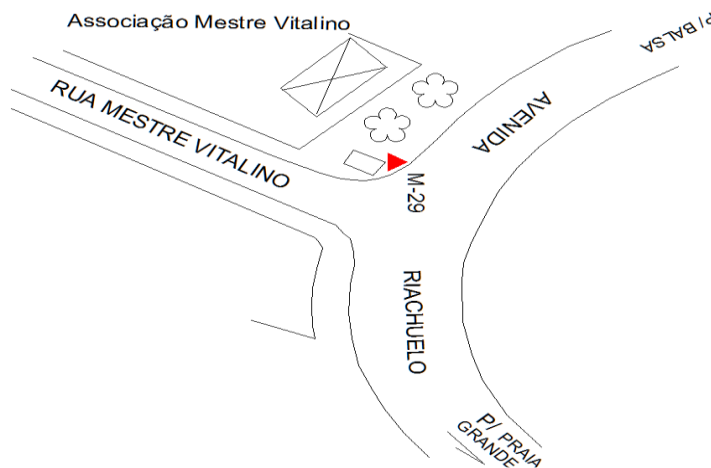 Associação Mestre Vitalino
P/ BALSA
RUA MESTRE VITALINO
AVENIDA
M-29
RIACHUELO
P/ PRAIA
GRANDE